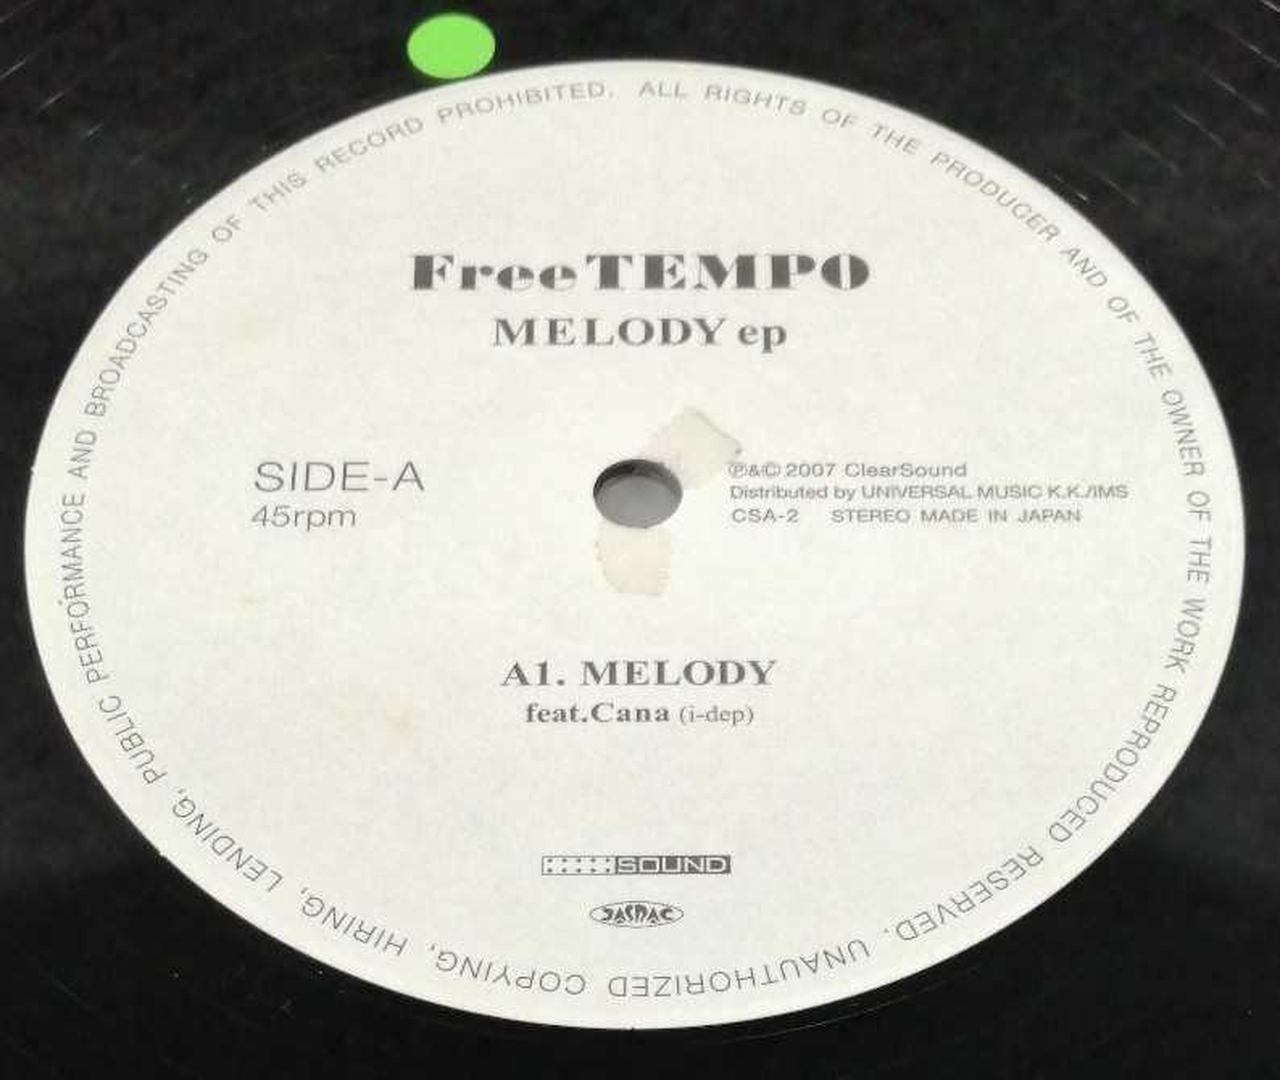 ALL RIGHTS OF THE PRODUCER AND OF THE OWNER OF THE WORK REPRODUCED RESERVED. UNAUTHORIZED COPYING, HIRING, LENDING, PUBLIC PERFORMANCE AND BROADCASTING OF THIS RECORD PROHIBITED.
FreeTEMPO
MELODY ep
SIDE-A
45rpm
℗&© 2007 ClearSound
Distributed by UNIVERSAL MUSIC K.K./IMS
CSA-2 STEREO MADE IN JAPAN
A1. MELODY
feat.Cana (i-dep)
SOUND
JASRAC